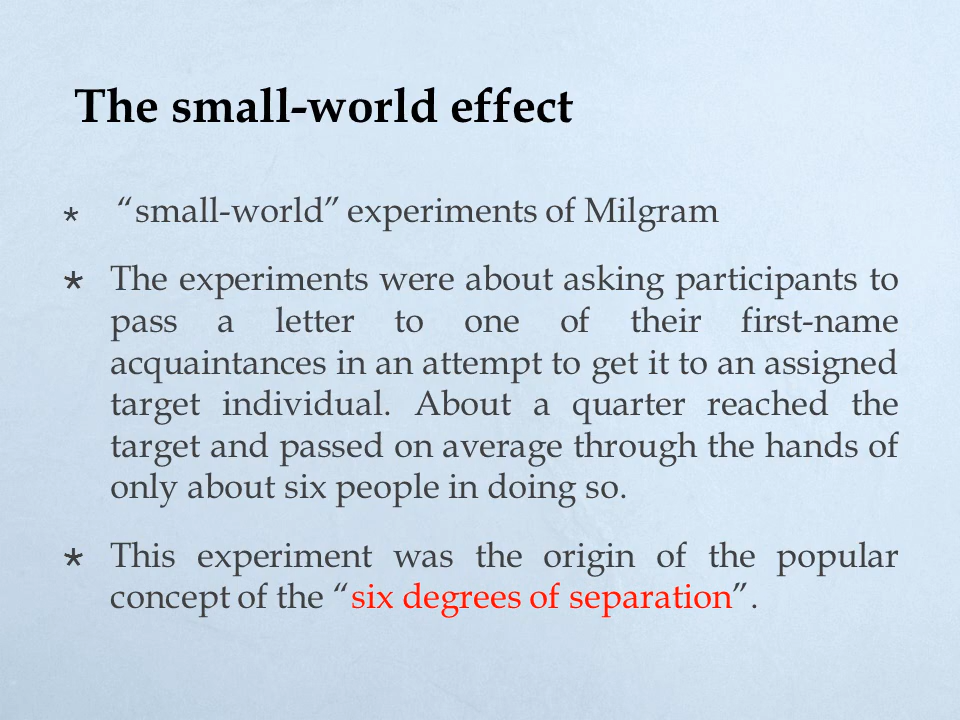 The small-world effect
* “small-world” experiments of Milgram
* The experiments were about asking participants to
pass a letter to one of their first-name
acquaintances in an attempt to get it to an assigned
target individual. About a quarter reached the
target and passed on average through the hands of
only about six people in doing so.
* This experiment was the origin of the popular
concept of the “six degrees of separation”.